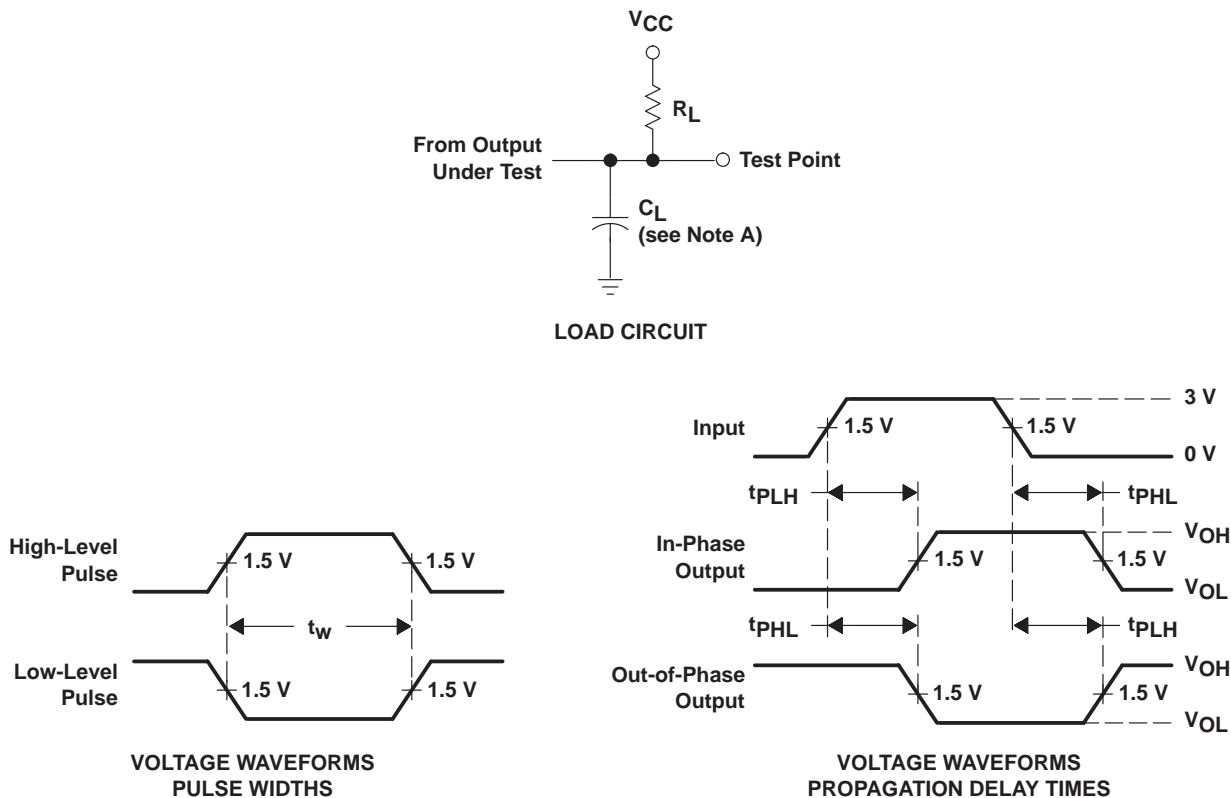 VCC
RL
From Output
Under Test
Test Point
CL
(see Note A)
LOAD CIRCUIT
High-Level
Pulse
1.5 V
1.5 V
tw
Low-Level
Pulse
1.5 V
1.5 V
VOLTAGE WAVEFORMS
PULSE WIDTHS
Input
1.5 V
1.5 V
3 V
0 V
tPLH
tPHL
In-Phase
Output
1.5 V
1.5 V
VOH
VOL
tPHL
tPLH
Out-of-Phase
Output
1.5 V
1.5 V
VOH
VOL
VOLTAGE WAVEFORMS
PROPAGATION DELAY TIMES